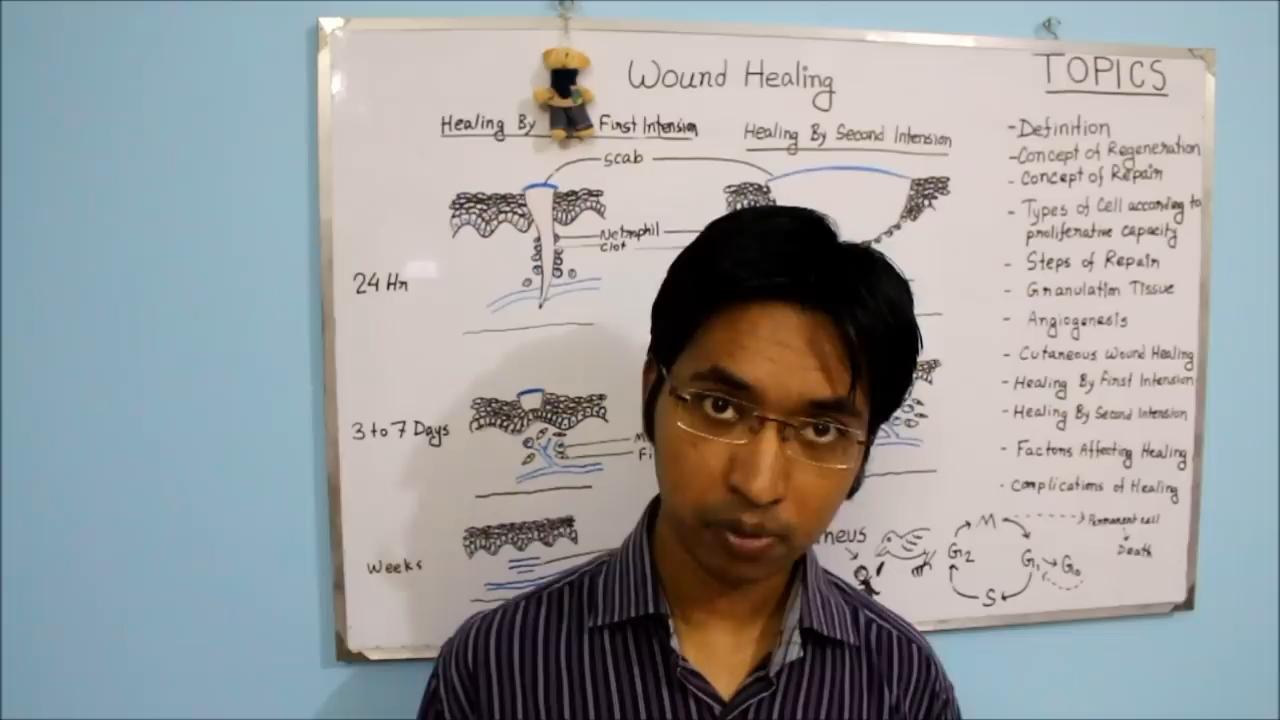 Wound Healing
Healing By First Intension
Healing By Second Intension
Scab
Netrophil
Clot
24 Hr
3 to 7 Days
M
Fi
Weeks
neus
TOPICS
- Definition
- Concept of Regeneration
- Concept of Repair
- Types of Cell according to
proliferative capacity
- Steps of Repair
- Granulation Tissue
- Angiogenesis
- Cutaneous Wound Healing
- Healing By First Intension
- Healing By Second Intension
- Factors Affecting Healing
- Complications of Healing
M
Permanent cell
Death
G2
G1
G0
S